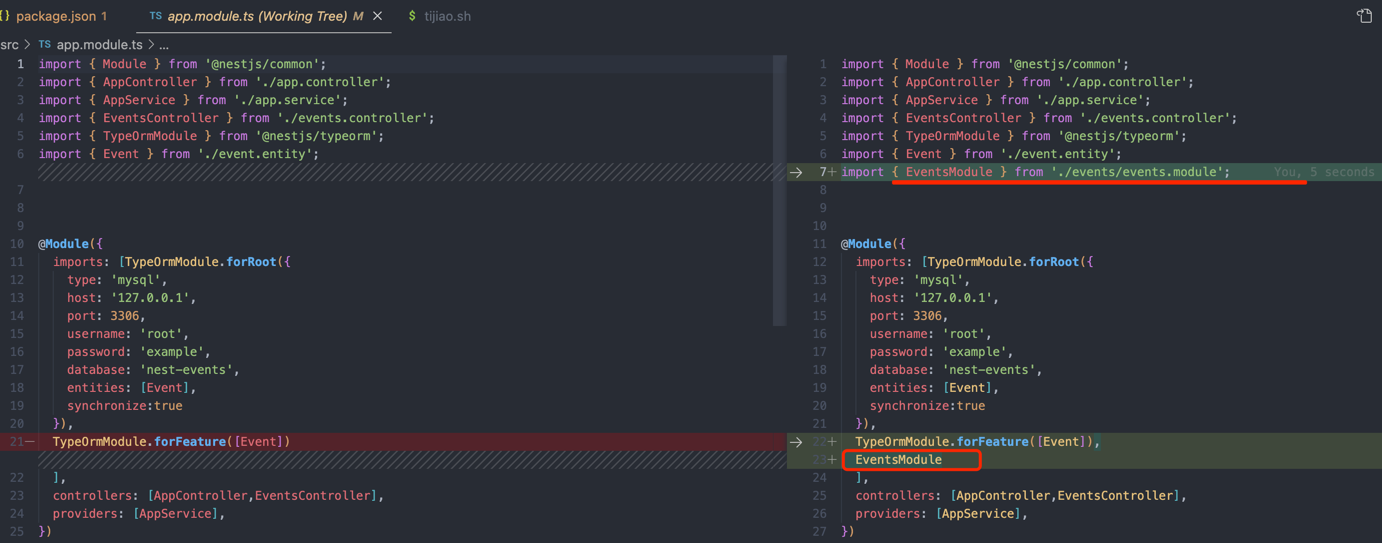 {} package.json 1 TS app.module.ts (Working Tree) M × $ tijiao.sh
src > TS app.module.ts > ...
1 import { Module } from '@nestjs/common';
2 import { AppController } from './app.controller';
3 import { AppService } from './app.service';
4 import { EventsController } from './events.controller';
5 import { TypeOrmModule } from '@nestjs/typeorm';
6 import { Event } from './event.entity';
7
8
9
10 @Module({
11 imports: [TypeOrmModule.forRoot({
12 type: 'mysql',
13 host: '127.0.0.1',
14 port: 3306,
15 username: 'root',
16 password: 'example',
17 database: 'nest-events',
18 entities: [Event],
19 synchronize:true
20 }),
21− TypeOrmModule.forFeature([Event])
22 ],
23 controllers: [AppController,EventsController],
24 providers: [AppService],
25 })
1 import { Module } from '@nestjs/common';
2 import { AppController } from './app.controller';
3 import { AppService } from './app.service';
4 import { EventsController } from './events.controller';
5 import { TypeOrmModule } from '@nestjs/typeorm';
6 import { Event } from './event.entity';
→ 7+ import { EventsModule } from './events/events.module'; You, 5 seconds
8
9
10
11 @Module({
12 imports: [TypeOrmModule.forRoot({
13 type: 'mysql',
14 host: '127.0.0.1',
15 port: 3306,
16 username: 'root',
17 password: 'example',
18 database: 'nest-events',
19 entities: [Event],
20 synchronize:true
21 }),
→ 22+ TypeOrmModule.forFeature([Event]),
23+ EventsModule
24 ],
25 controllers: [AppController,EventsController],
26 providers: [AppService],
27 })